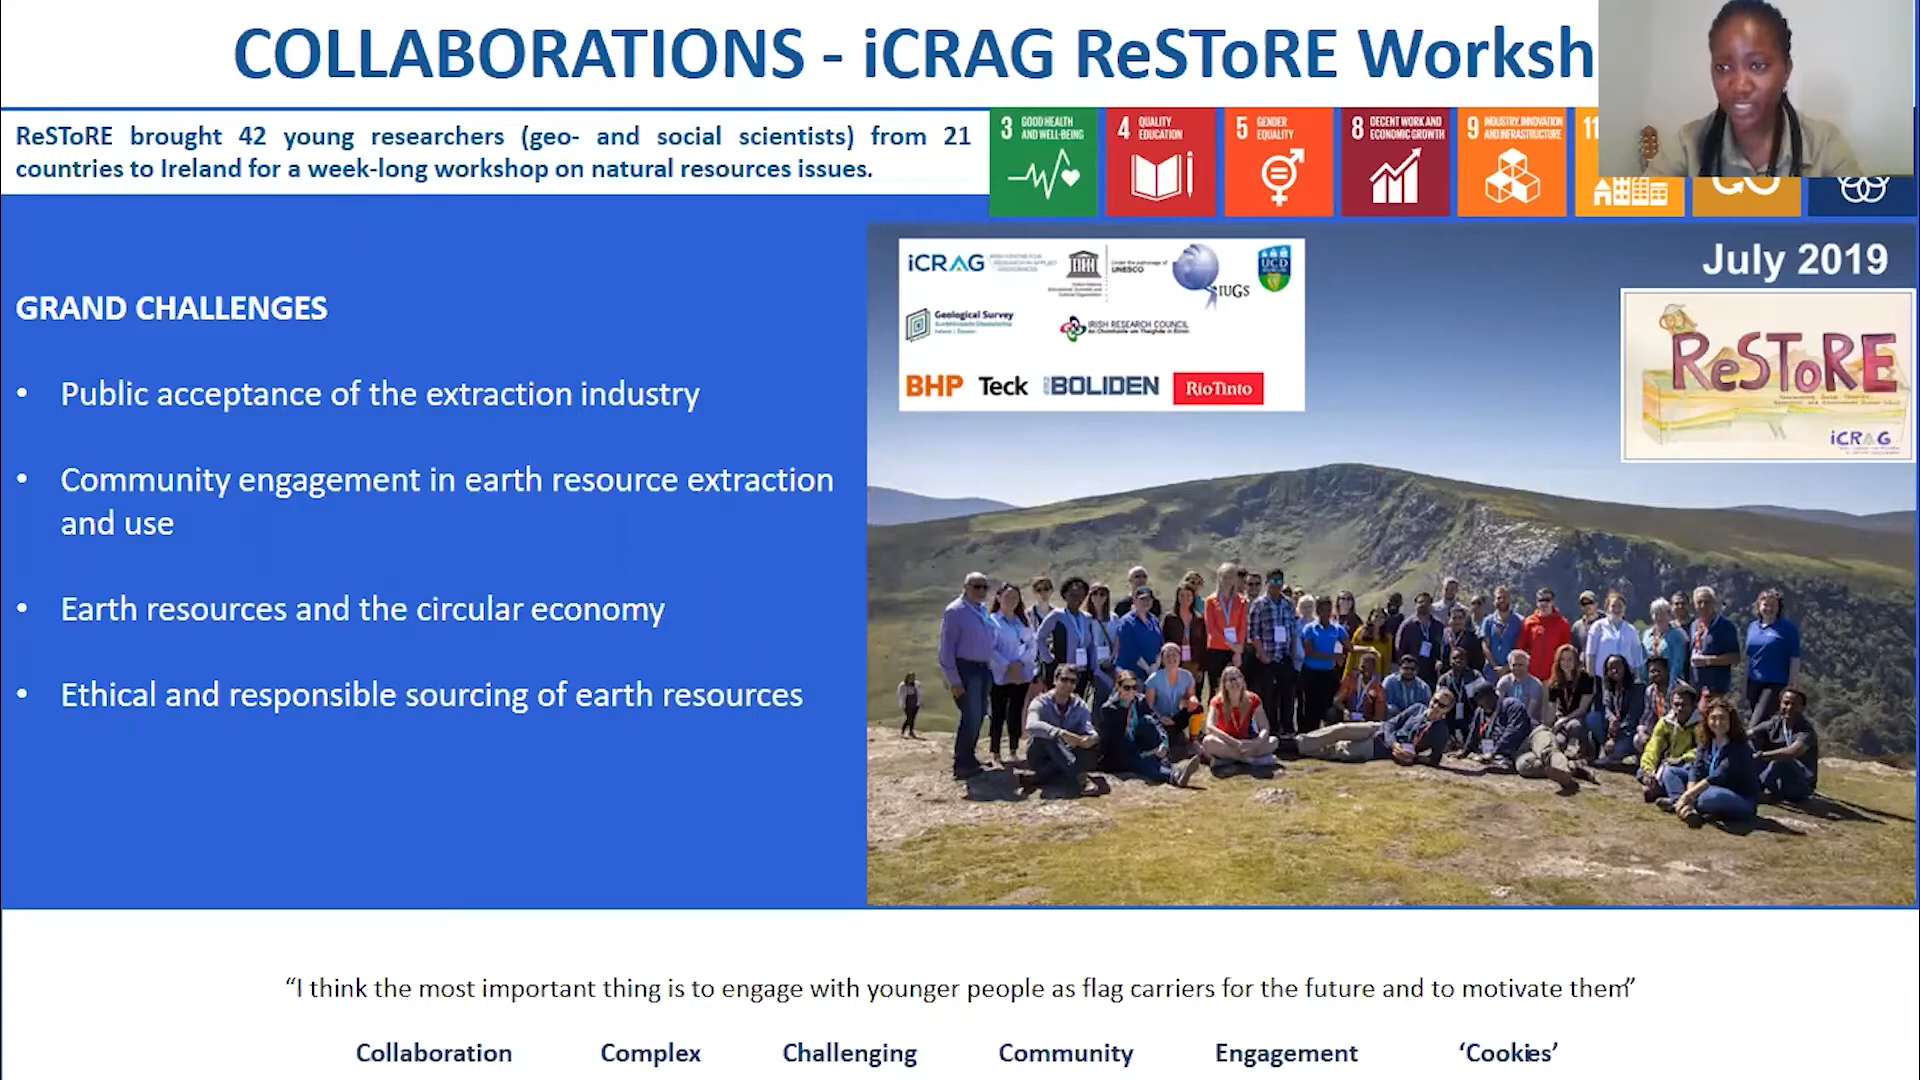 COLLABORATIONS - iCRAG ReSToRE Worksh
ReSToRE brought 42 young researchers (geo- and social scientists) from 21
countries to Ireland for a week-long workshop on natural resources issues.
3 GOOD HEALTH
AND WELL-BEING
4 QUALITY
EDUCATION
5 GENDER
EQUALITY
8 DECENT WORK AND
ECONOMIC GROWTH
9 INDUSTRY, INNOVATION
AND INFRASTRUCTURE
11
GRAND CHALLENGES
• Public acceptance of the extraction industry
• Community engagement in earth resource extraction
and use
• Earth resources and the circular economy
• Ethical and responsible sourcing of earth resources
iCRAG
Under the patronage of
UNESCO
IUGS
UCD
DUBLIN
Geological Survey
IRISH RESEARCH COUNCIL
BHP Teck BOLIDEN RioTinto
July 2019
ReSToRE
iCRAG
“I think the most important thing is to engage with younger people as flag carriers for the future and to motivate them”
Collaboration Complex Challenging Community Engagement ‘Cookies’